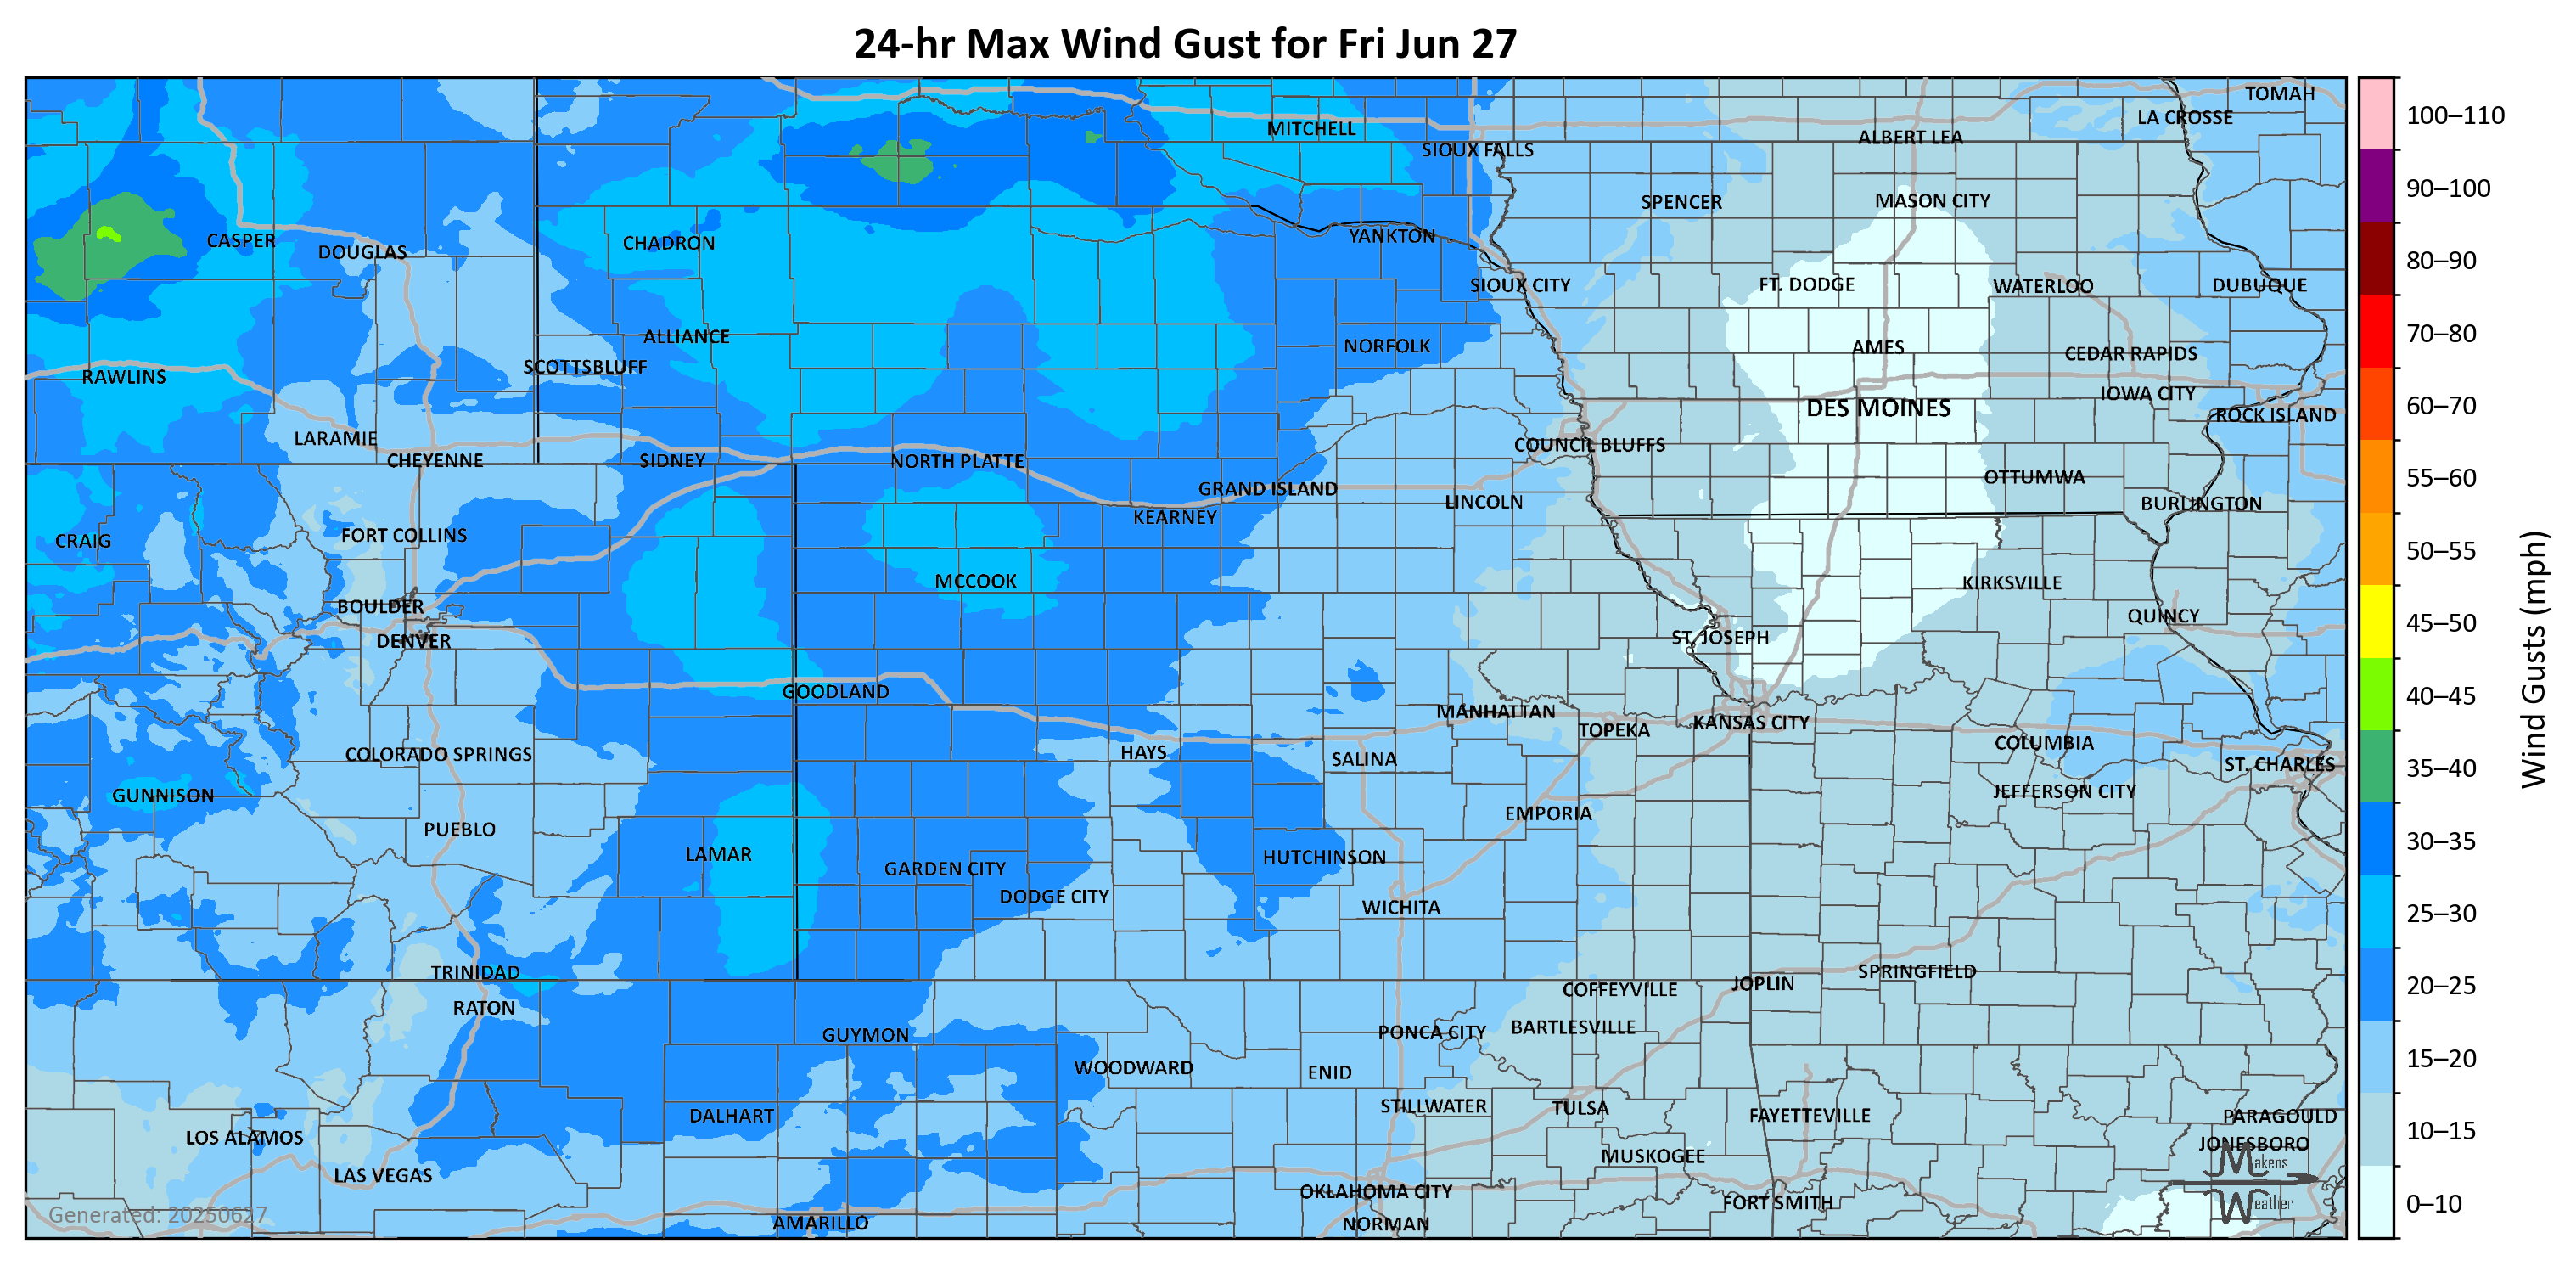 24-hr Max Wind Gust for Fri Jun 27
TOMAH
LA CROSSE
MITCHELL
ALBERT LEA
SIOUX FALLS
SPENCER
MASON CITY
CASPER
DOUGLAS
CHADRON
YANKTON
SIOUX CITY
FT. DODGE
WATERLOO
DUBUQUE
ALLIANCE
NORFOLK
AMES
CEDAR RAPIDS
SCOTTSBLUFF
RAWLINS
IOWA CITY
DES MOINES
ROCK ISLAND
LARAMIE
COUNCIL BLUFFS
CHEYENNE
SIDNEY
NORTH PLATTE
OTTUMWA
GRAND ISLAND
LINCOLN
BURLINGTON
KEARNEY
FORT COLLINS
CRAIG
MCCOOK
KIRKSVILLE
BOULDER
QUINCY
DENVER
ST. JOSEPH
GOODLAND
MANHATTAN
TOPEKA
KANSAS CITY
COLUMBIA
COLORADO SPRINGS
HAYS
SALINA
ST. CHARLES
GUNNISON
JEFFERSON CITY
EMPORIA
PUEBLO
LAMAR
HUTCHINSON
GARDEN CITY
DODGE CITY
WICHITA
TRINIDAD
SPRINGFIELD
JOPLIN
COFFEYVILLE
RATON
BARTLESVILLE
GUYMON
PONCA CITY
WOODWARD
ENID
STILLWATER
TULSA
DALHART
FAYETTEVILLE
PARAGOULD
LOS ALAMOS
JONESBORO
MUSKOGEE
LAS VEGAS
OKLAHOMA CITY
FORT SMITH
AMARILLO
NORMAN
Generated: 20250627
Makens
Weather
100–110
90–100
80–90
70–80
60–70
55–60
50–55
45–50
40–45
35–40
30–35
25–30
20–25
15–20
10–15
0–10
Wind Gusts (mph)